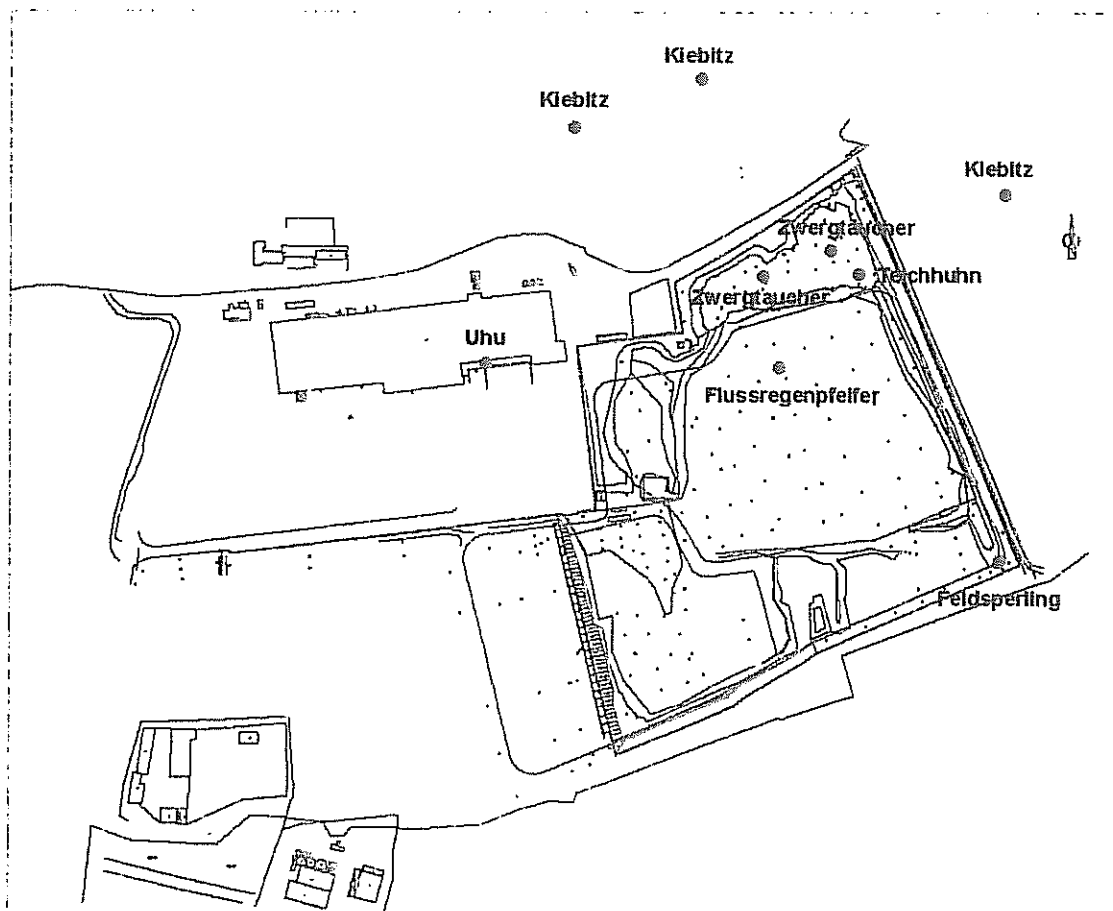 Kiebitz
Kiebitz
Kiebitz
Zwergtaucher
Teichhuhn
Zwergtaucher
Uhu
Flussregenpfeifer
Feldsperling